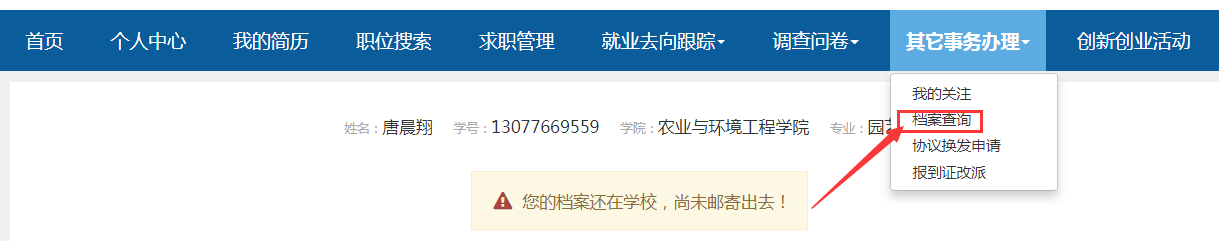 首页 个人中心 我的简历 职位搜索 求职管理 就业去向跟踪 调查问卷 其它事务办理 创新创业活动
我的关注
档案查询
协议换发申请
报到证改派
姓名：唐晨翔 学号：13077669559 学院：农业与环境工程学院 专业：园
您的档案还在学校，尚未邮寄出去！